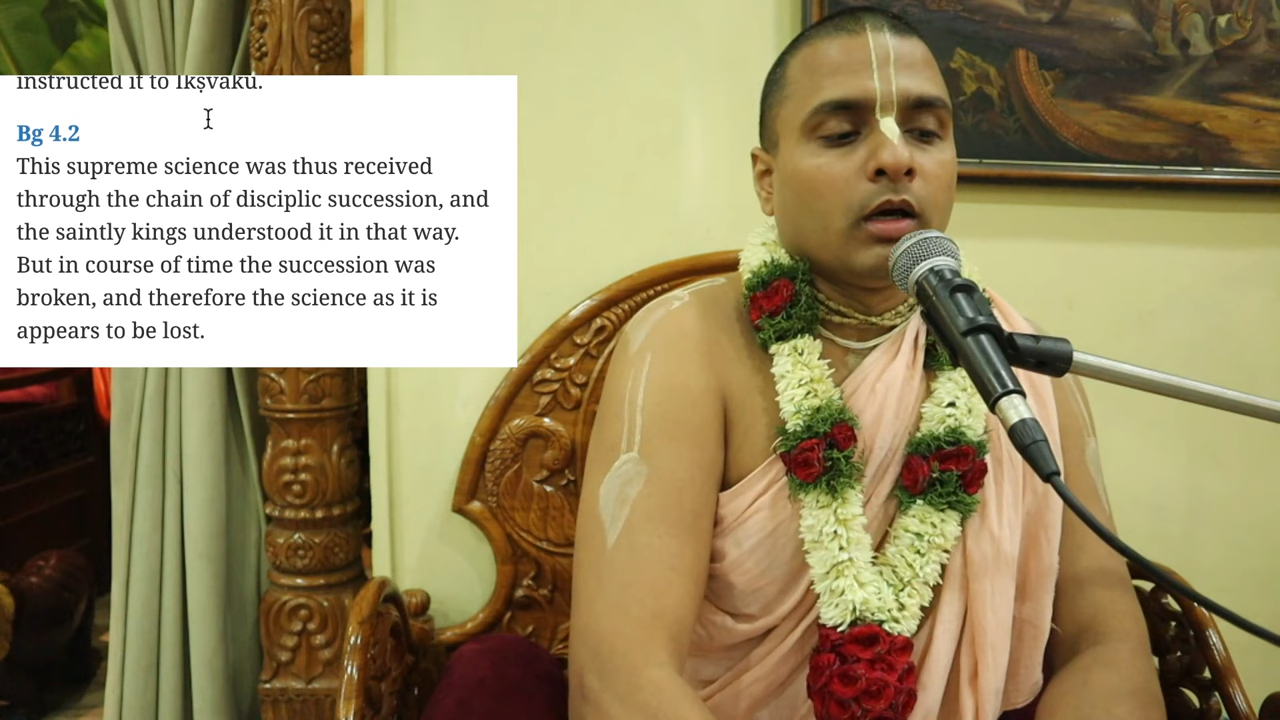 instructed it to Ikṣvāku.
Bg 4.2
This supreme science was thus received
through the chain of disciplic succession, and
the saintly kings understood it in that way.
But in course of time the succession was
broken, and therefore the science as it is
appears to be lost.